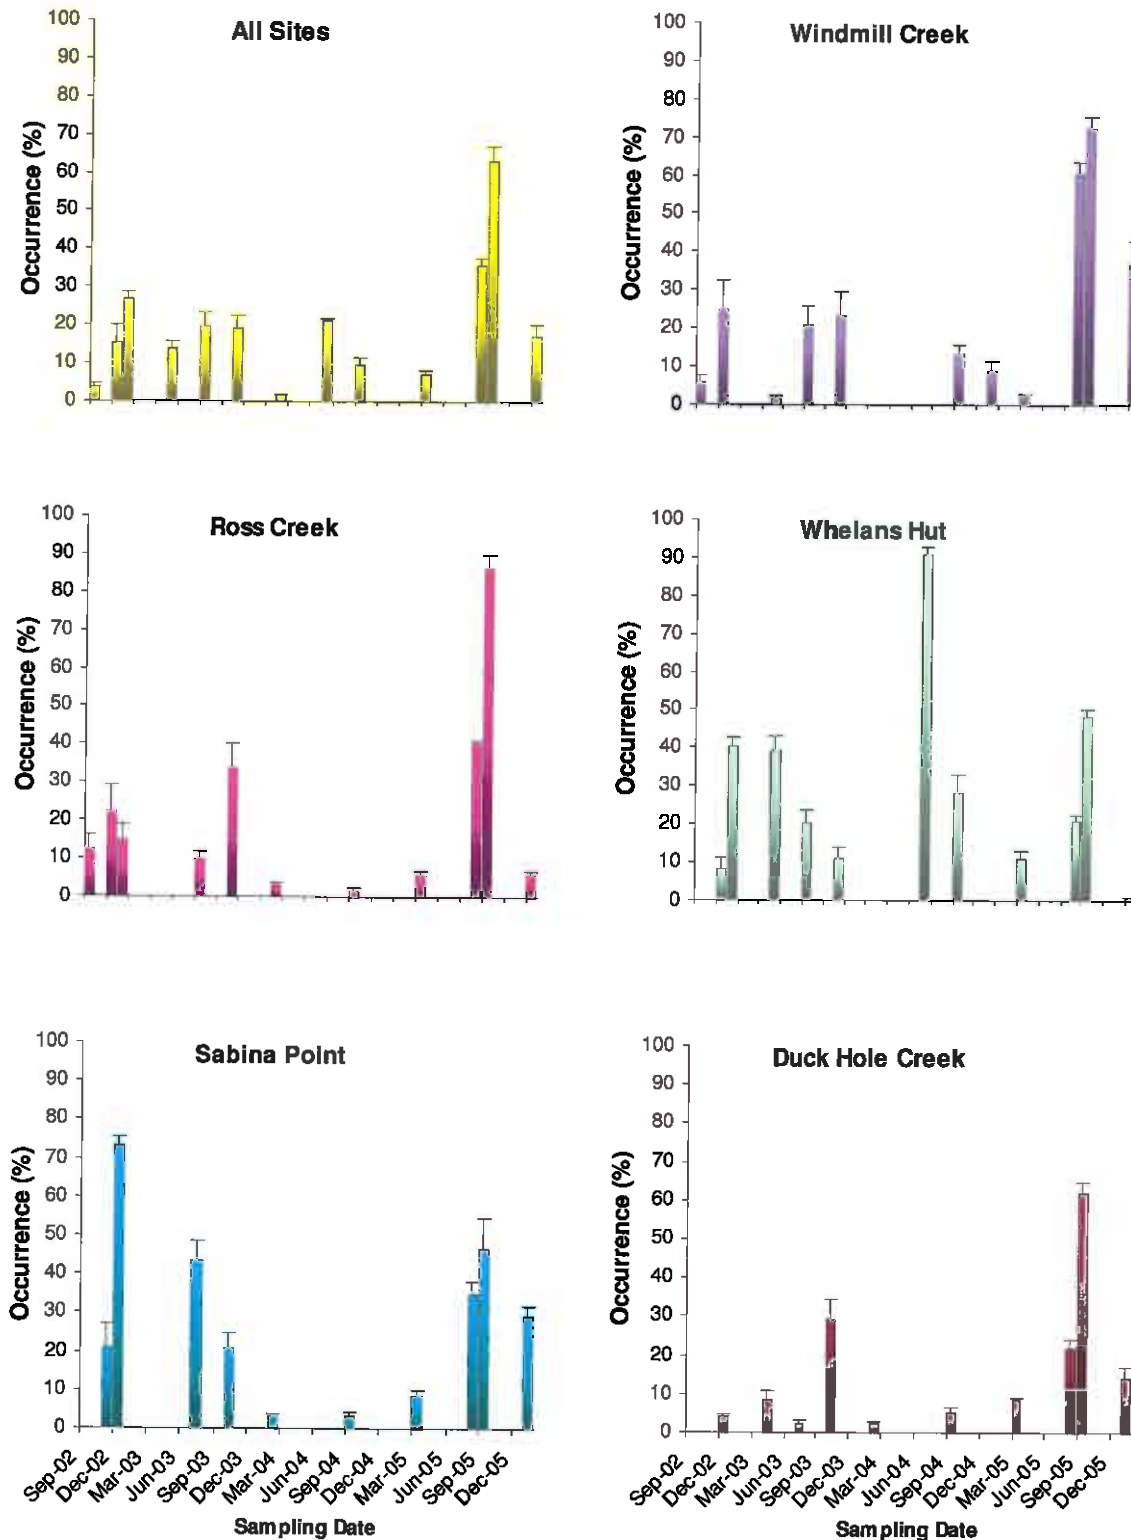 All Sites
Occurrence (%)
100
90
80
70
60
50
40
30
20
10
0
Windmill Creek
Occurrence (%)
100
90
80
70
60
50
40
30
20
10
0
Ross Creek
Occurrence (%)
100
90
80
70
60
50
40
30
20
10
0
Whelans Hut
Occurrence (%)
100
90
80
70
60
50
40
30
20
10
0
Sabina Point
Occurrence (%)
100
90
80
70
60
50
40
30
20
10
0
Sep-02
Dec-02
Mar-03
Jun-03
Sep-03
Dec-03
Mar-04
Jun-04
Sep-04
Dec-04
Mar-05
Jun-05
Sep-05
Dec-05
Sampling Date
Duck Hole Creek
Occurrence (%)
100
90
80
70
60
50
40
30
20
10
0
Sep-02
Dec-02
Mar-03
Jun-03
Sep-03
Dec-03
Mar-04
Jun-04
Sep-04
Dec-04
Mar-05
Jun-05
Sep-05
Dec-05
Sampling Date